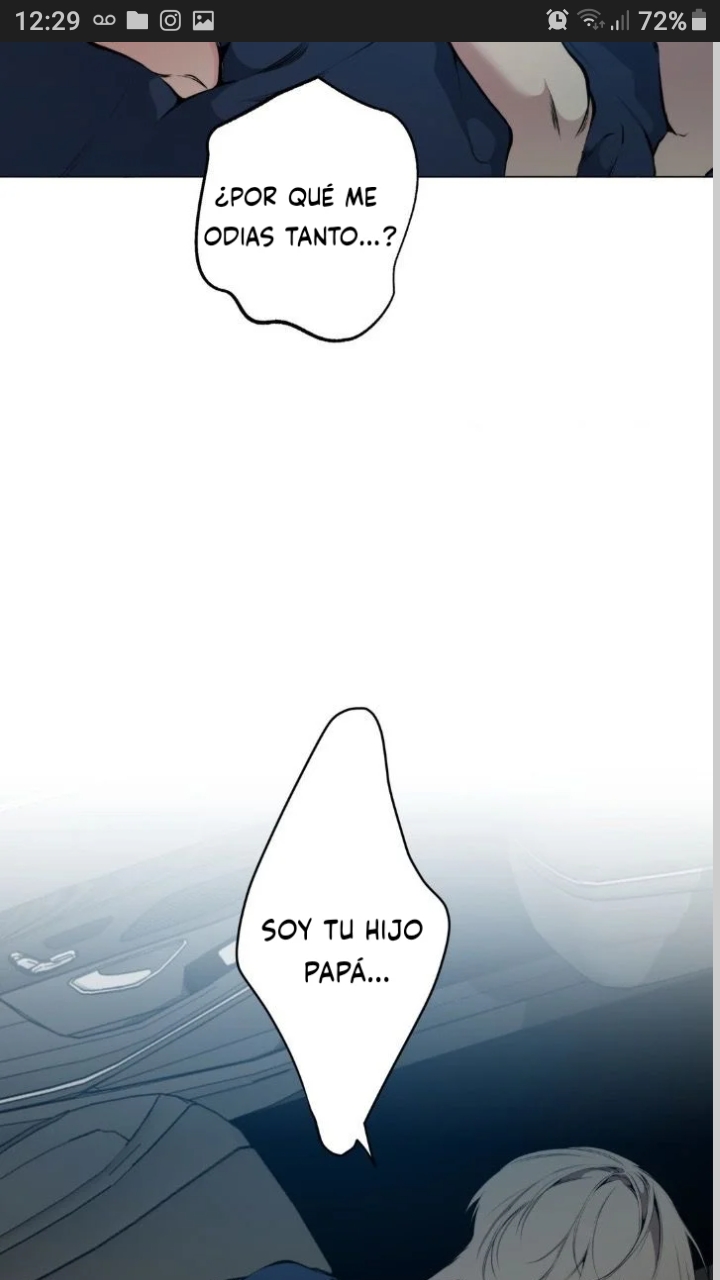 12:29
72%
¿POR QUÉ ME
ODIAS TANTO...?
SOY TU HIJO
PAPÁ...